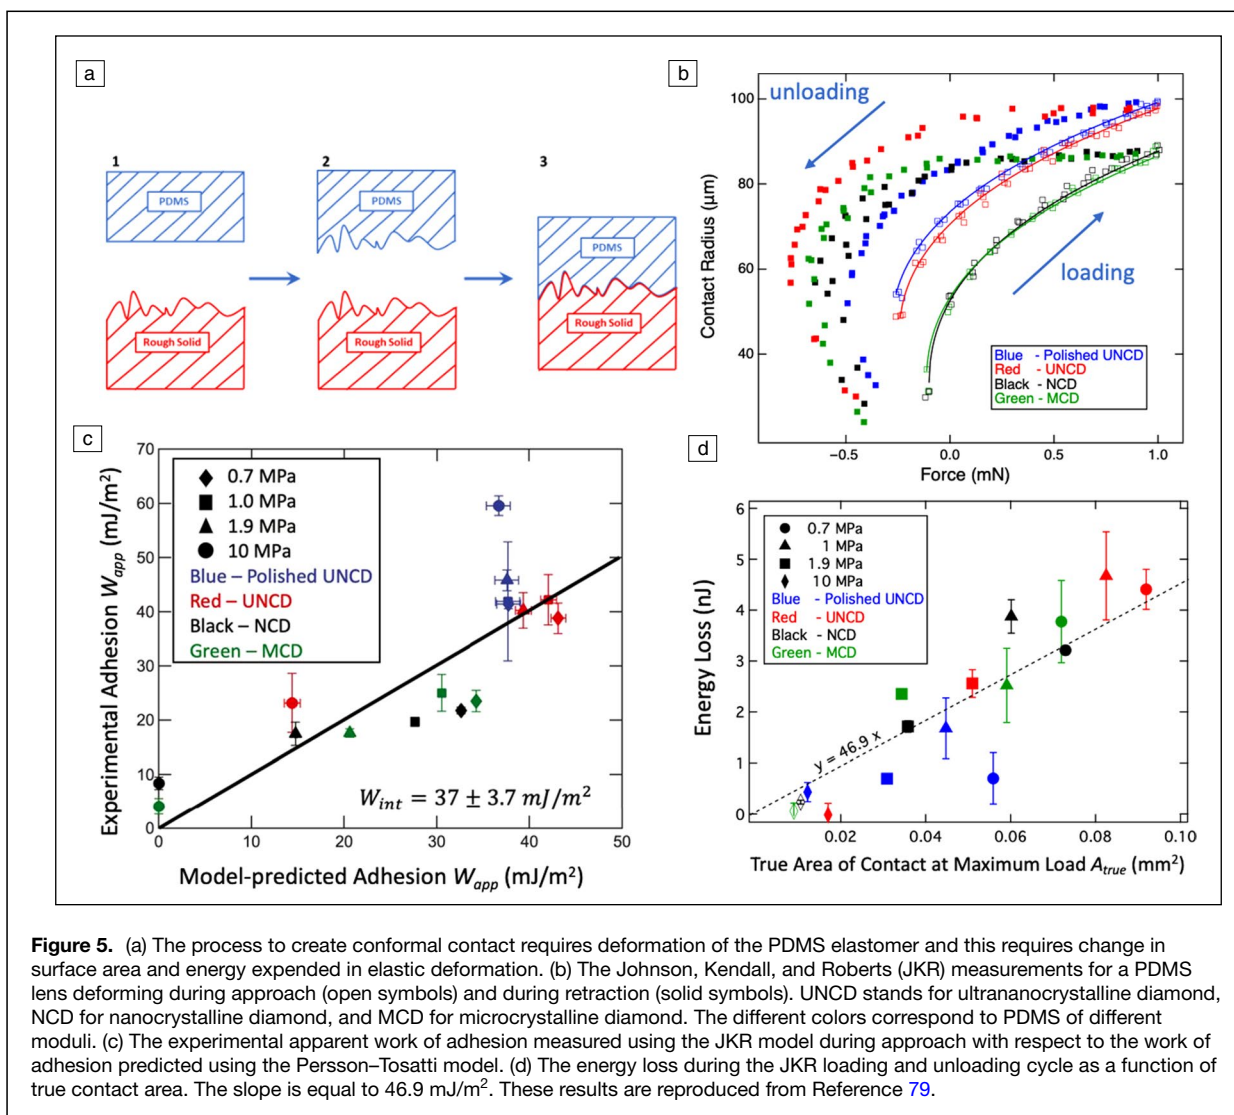 a
1
PDMS
Rough Solid
2
PDMS
Rough Solid
3
PDMS
Rough Solid
b
unloading
loading
100
80
60
40
Contact Radius (μm)
−0.5
0.0
0.5
1.0
Force (mN)
Blue - Polished UNCD
Red - UNCD
Black - NCD
Green - MCD
c
70
60
50
40
30
20
10
0
Experimental Adhesion Wapp (mJ/m²)
0.7 MPa
1.0 MPa
1.9 MPa
10 MPa
Blue – Polished UNCD
Red – UNCD
Black – NCD
Green – MCD
Wint = 37 ± 3.7 mJ/m²
0
10
20
30
40
50
Model-predicted Adhesion Wapp (mJ/m²)
d
6
5
4
3
2
1
0
Energy Loss (nJ)
0.7 MPa
1 MPa
1.9 MPa
10 MPa
Blue - Polished UNCD
Red - UNCD
Black - NCD
Green - MCD
y = 46.9 x
0.02
0.04
0.06
0.08
0.10
True Area of Contact at Maximum Load Atrue (mm²)
Figure 5. (a) The process to create conformal contact requires deformation of the PDMS elastomer and this requires change in
surface area and energy expended in elastic deformation. (b) The Johnson, Kendall, and Roberts (JKR) measurements for a PDMS
lens deforming during approach (open symbols) and during retraction (solid symbols). UNCD stands for ultrananocrystalline diamond,
NCD for nanocrystalline diamond, and MCD for microcrystalline diamond. The different colors correspond to PDMS of different
moduli. (c) The experimental apparent work of adhesion measured using the JKR model during approach with respect to the work of
adhesion predicted using the Persson–Tosatti model. (d) The energy loss during the JKR loading and unloading cycle as a function of
true contact area. The slope is equal to 46.9 mJ/m². These results are reproduced from Reference 79.